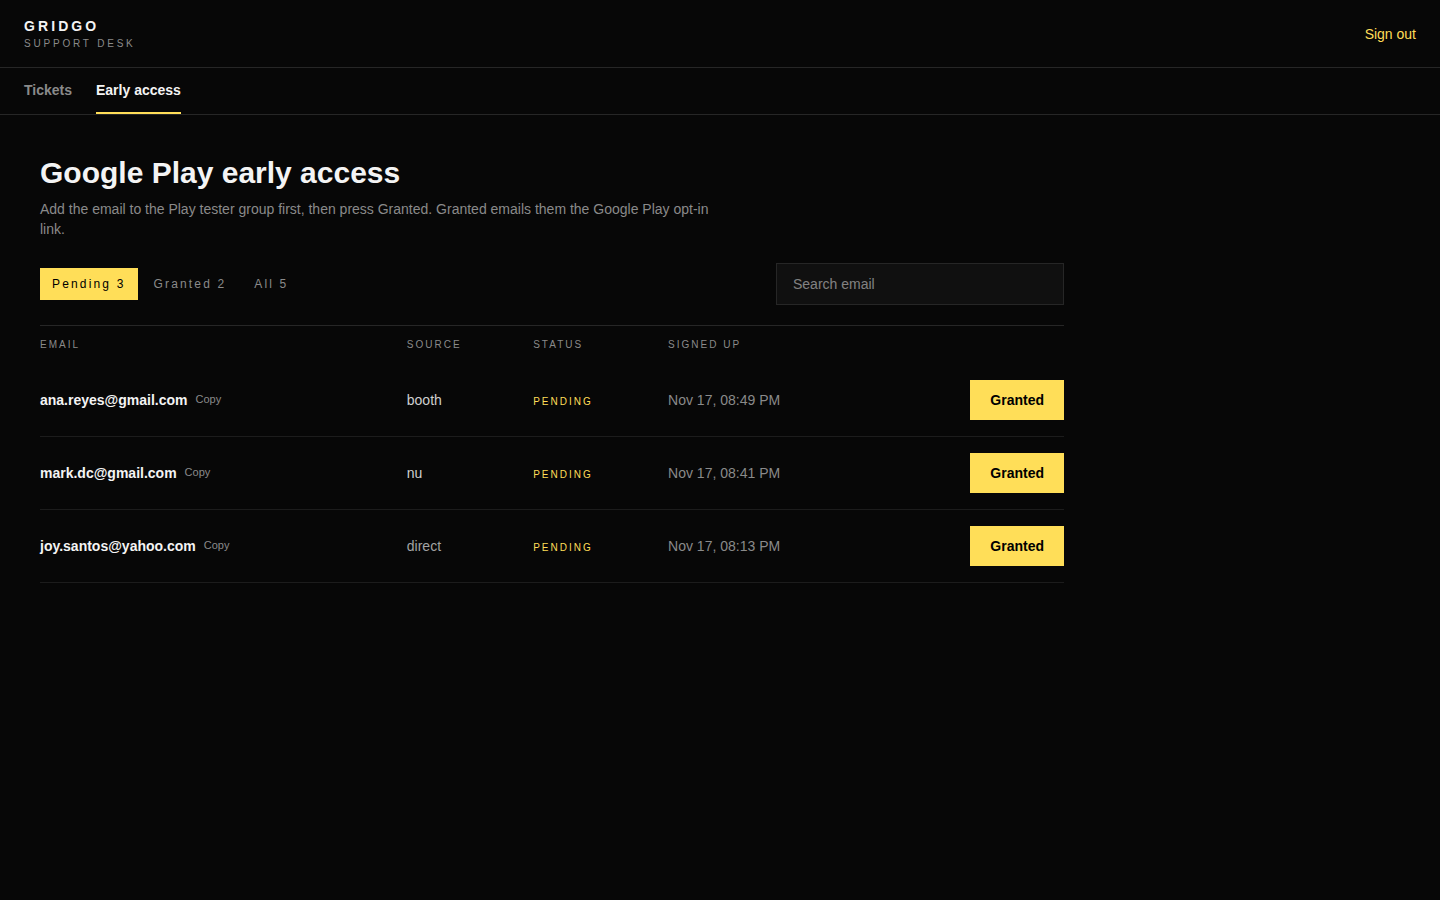 GRIDGO
SUPPORT DESK
Sign out
Tickets
Early access
Google Play early access
Add the email to the Play tester group first, then press Granted. Granted emails them the Google Play opt-in
link.
Pending 3
Granted 2
All 5
Search email
EMAIL SOURCE STATUS SIGNED UP
ana.reyes@gmail.com Copy booth PENDING Nov 17, 08:49 PM Granted
mark.dc@gmail.com Copy nu PENDING Nov 17, 08:41 PM Granted
joy.santos@yahoo.com Copy direct PENDING Nov 17, 08:13 PM Granted